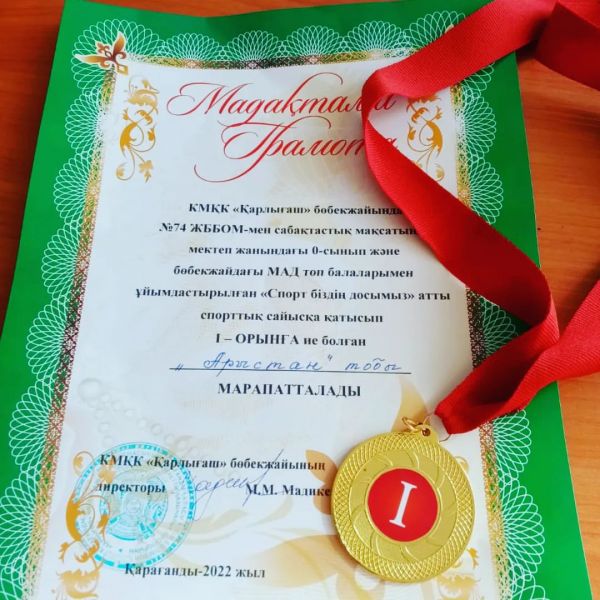 Мадақтама
Грамота
КМҚК «Қарлығаш» бөбекжайында
№74 ЖББОМ-мен сабақтастық мақсатын
мектеп жанындағы 0-сынып және
бөбекжайдағы МАД топ балаларымен
ұйымдастырылған «Спорт біздің досымыз» атты
спорттық сайысқа қатысып
I – ОРЫНҒА ие болған
„Арыстан“ тобы
МАРАПАТТАЛАДЫ
КМҚК «Қарлығаш» бөбекжайының
директоры М.М. Мадике
Қарағанды-2022 жыл
I